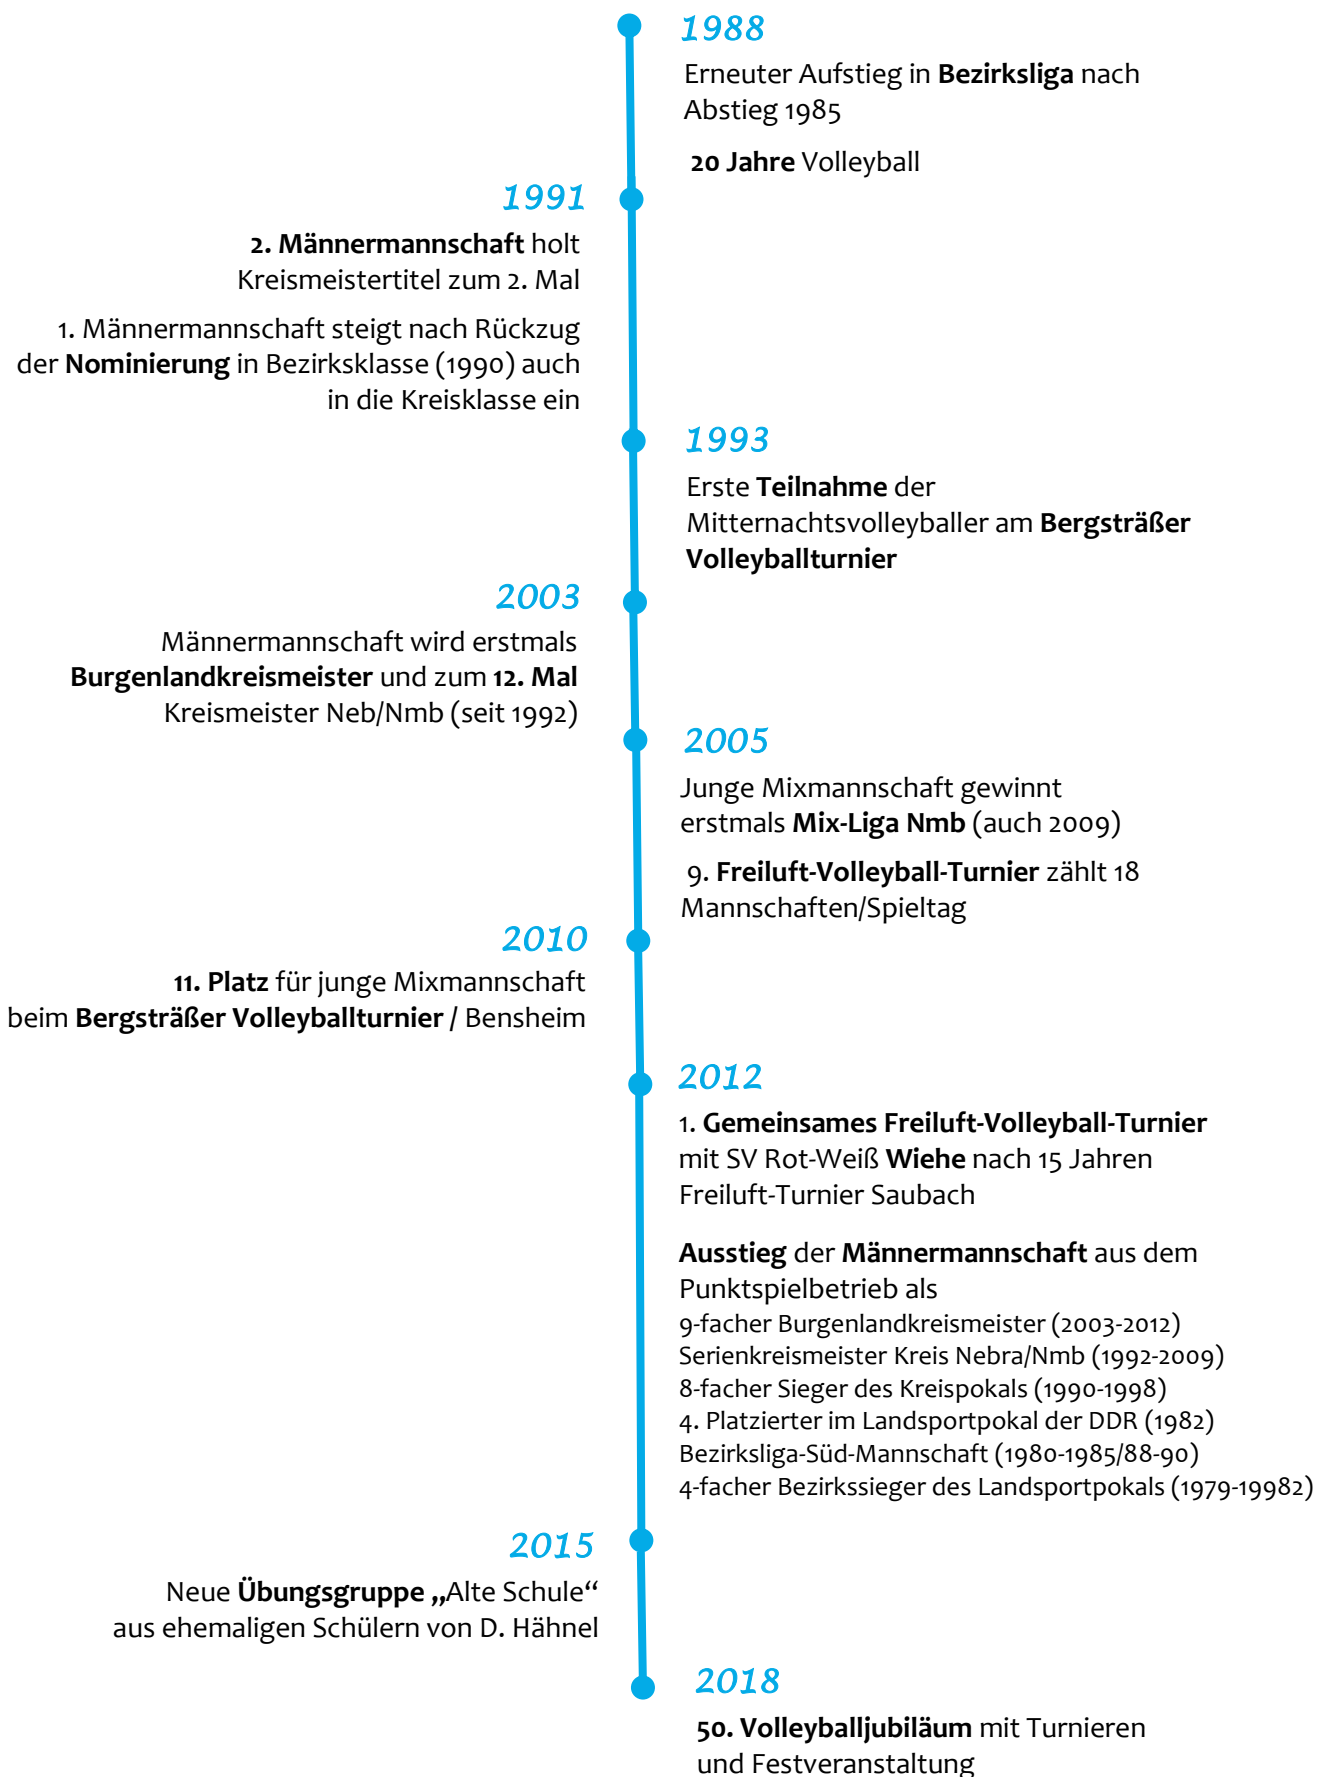 1988
Erneuter Aufstieg in Bezirksliga nach
Abstieg 1985
20 Jahre Volleyball
1991
2. Männermannschaft holt
Kreismeistertitel zum 2. Mal
1. Männermannschaft steigt nach Rückzug
der Nominierung in Bezirksklasse (1990) auch
in die Kreisklasse ein
1993
Erste Teilnahme der
Mitternachtsvolleyballer am Bergsträßer
Volleyballturnier
2003
Männermannschaft wird erstmals
Burgenlandkreismeister und zum 12. Mal
Kreismeister Neb/Nmb (seit 1992)
2005
Junge Mixmannschaft gewinnt
erstmals Mix-Liga Nmb (auch 2009)
9. Freiluft-Volleyball-Turnier zählt 18
Mannschaften/Spieltag
2010
11. Platz für junge Mixmannschaft
beim Bergsträßer Volleyballturnier / Bensheim
2012
1. Gemeinsames Freiluft-Volleyball-Turnier
mit SV Rot-Weiß Wiehe nach 15 Jahren
Freiluft-Turnier Saubach
Ausstieg der Männermannschaft aus dem
Punktspielbetrieb als
9-facher Burgenlandkreismeister (2003-2012)
Serienkreismeister Kreis Nebra/Nmb (1992-2009)
8-facher Sieger des Kreispokals (1990-1998)
4. Platzierter im Landsportpokal der DDR (1982)
Bezirksliga-Süd-Mannschaft (1980-1985/88-90)
4-facher Bezirkssieger des Landsportpokals (1979-19982)
2015
Neue Übungsgruppe „Alte Schule“
aus ehemaligen Schülern von D. Hähnel
2018
50. Volleyballjubiläum mit Turnieren
und Festveranstaltung